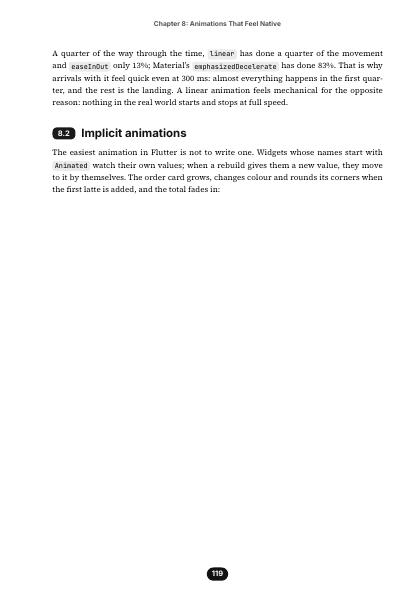 Chapter 8: Animations That Feel Native
A quarter of the way through the time, linear has done a quarter of the movement
and easeInOut only 13%; Material's emphasizedDecelerate has done 83%. That is why
arrivals with it feel quick even at 300 ms: almost everything happens in the first quar-
ter, and the rest is the landing. A linear animation feels mechanical for the opposite
reason: nothing in the real world starts and stops at full speed.
8.2 Implicit animations
The easiest animation in Flutter is not to write one. Widgets whose names start with
Animated watch their own values; when a rebuild gives them a new value, they move
to it by themselves. The order card grows, changes colour and rounds its corners when
the first latte is added, and the total fades in:
119